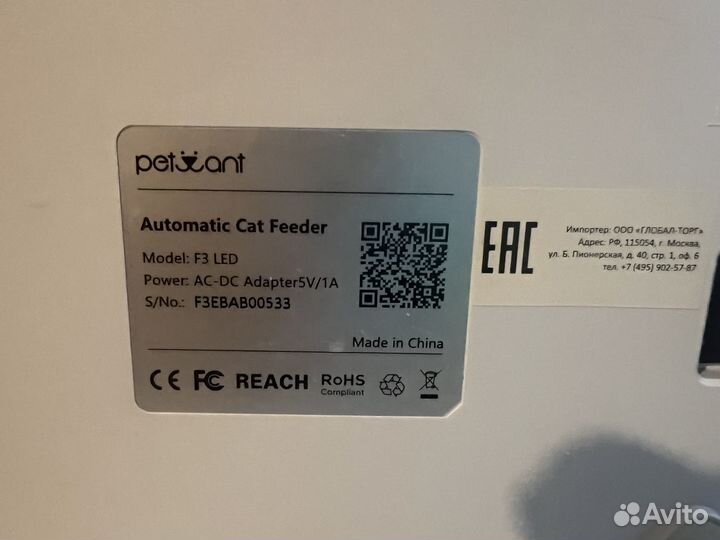 petwant
Automatic Cat Feeder
Model: F3 LED
Power: AC-DC Adapter5V/1A
S/No.: F3EBAB00533
Made in China
CE FC REACH RoHS
Compliant
EAC
Импортер: ООО «ГЛОБАЛ-ТОРГ»
Адрес: РФ, 115054, г. Москва,
ул. Б. Пионерская, д. 40, стр. 1, оф. 6
тел. +7 (495) 902-57-87
Avito